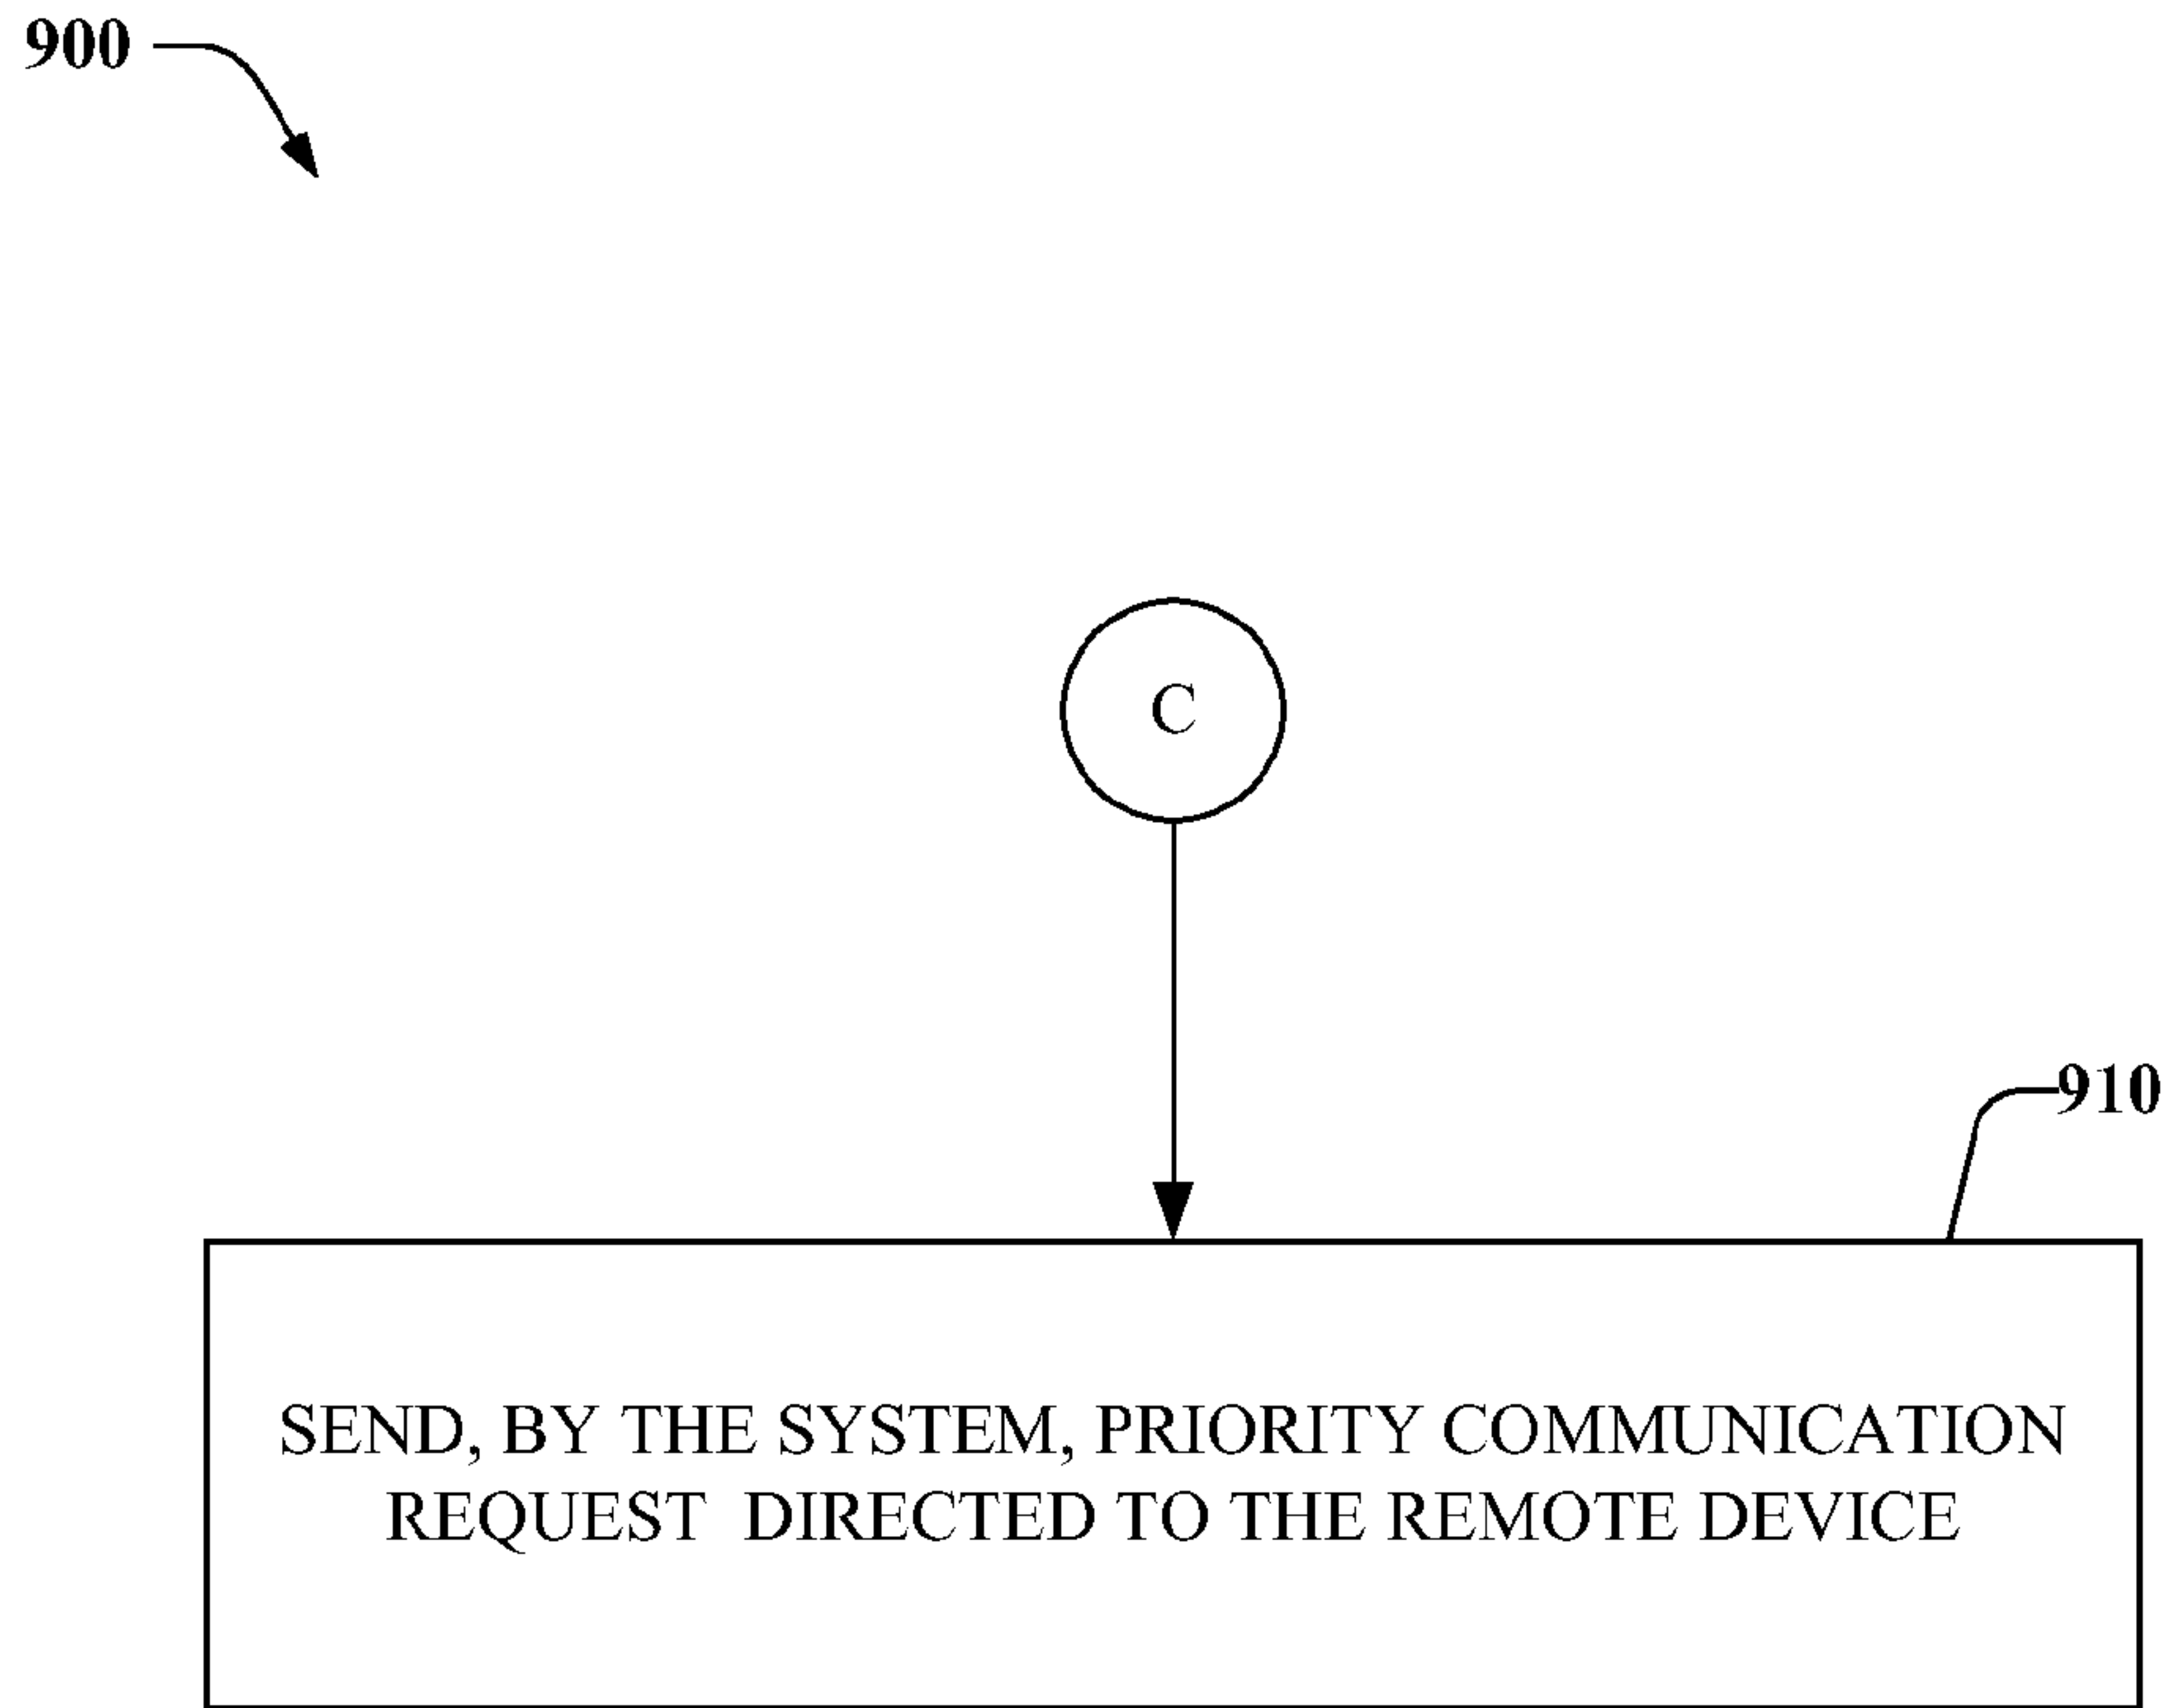 900
C
910
SEND, BY THE SYSTEM, PRIORITY COMMUNICATION
REQUEST DIRECTED TO THE REMOTE DEVICE